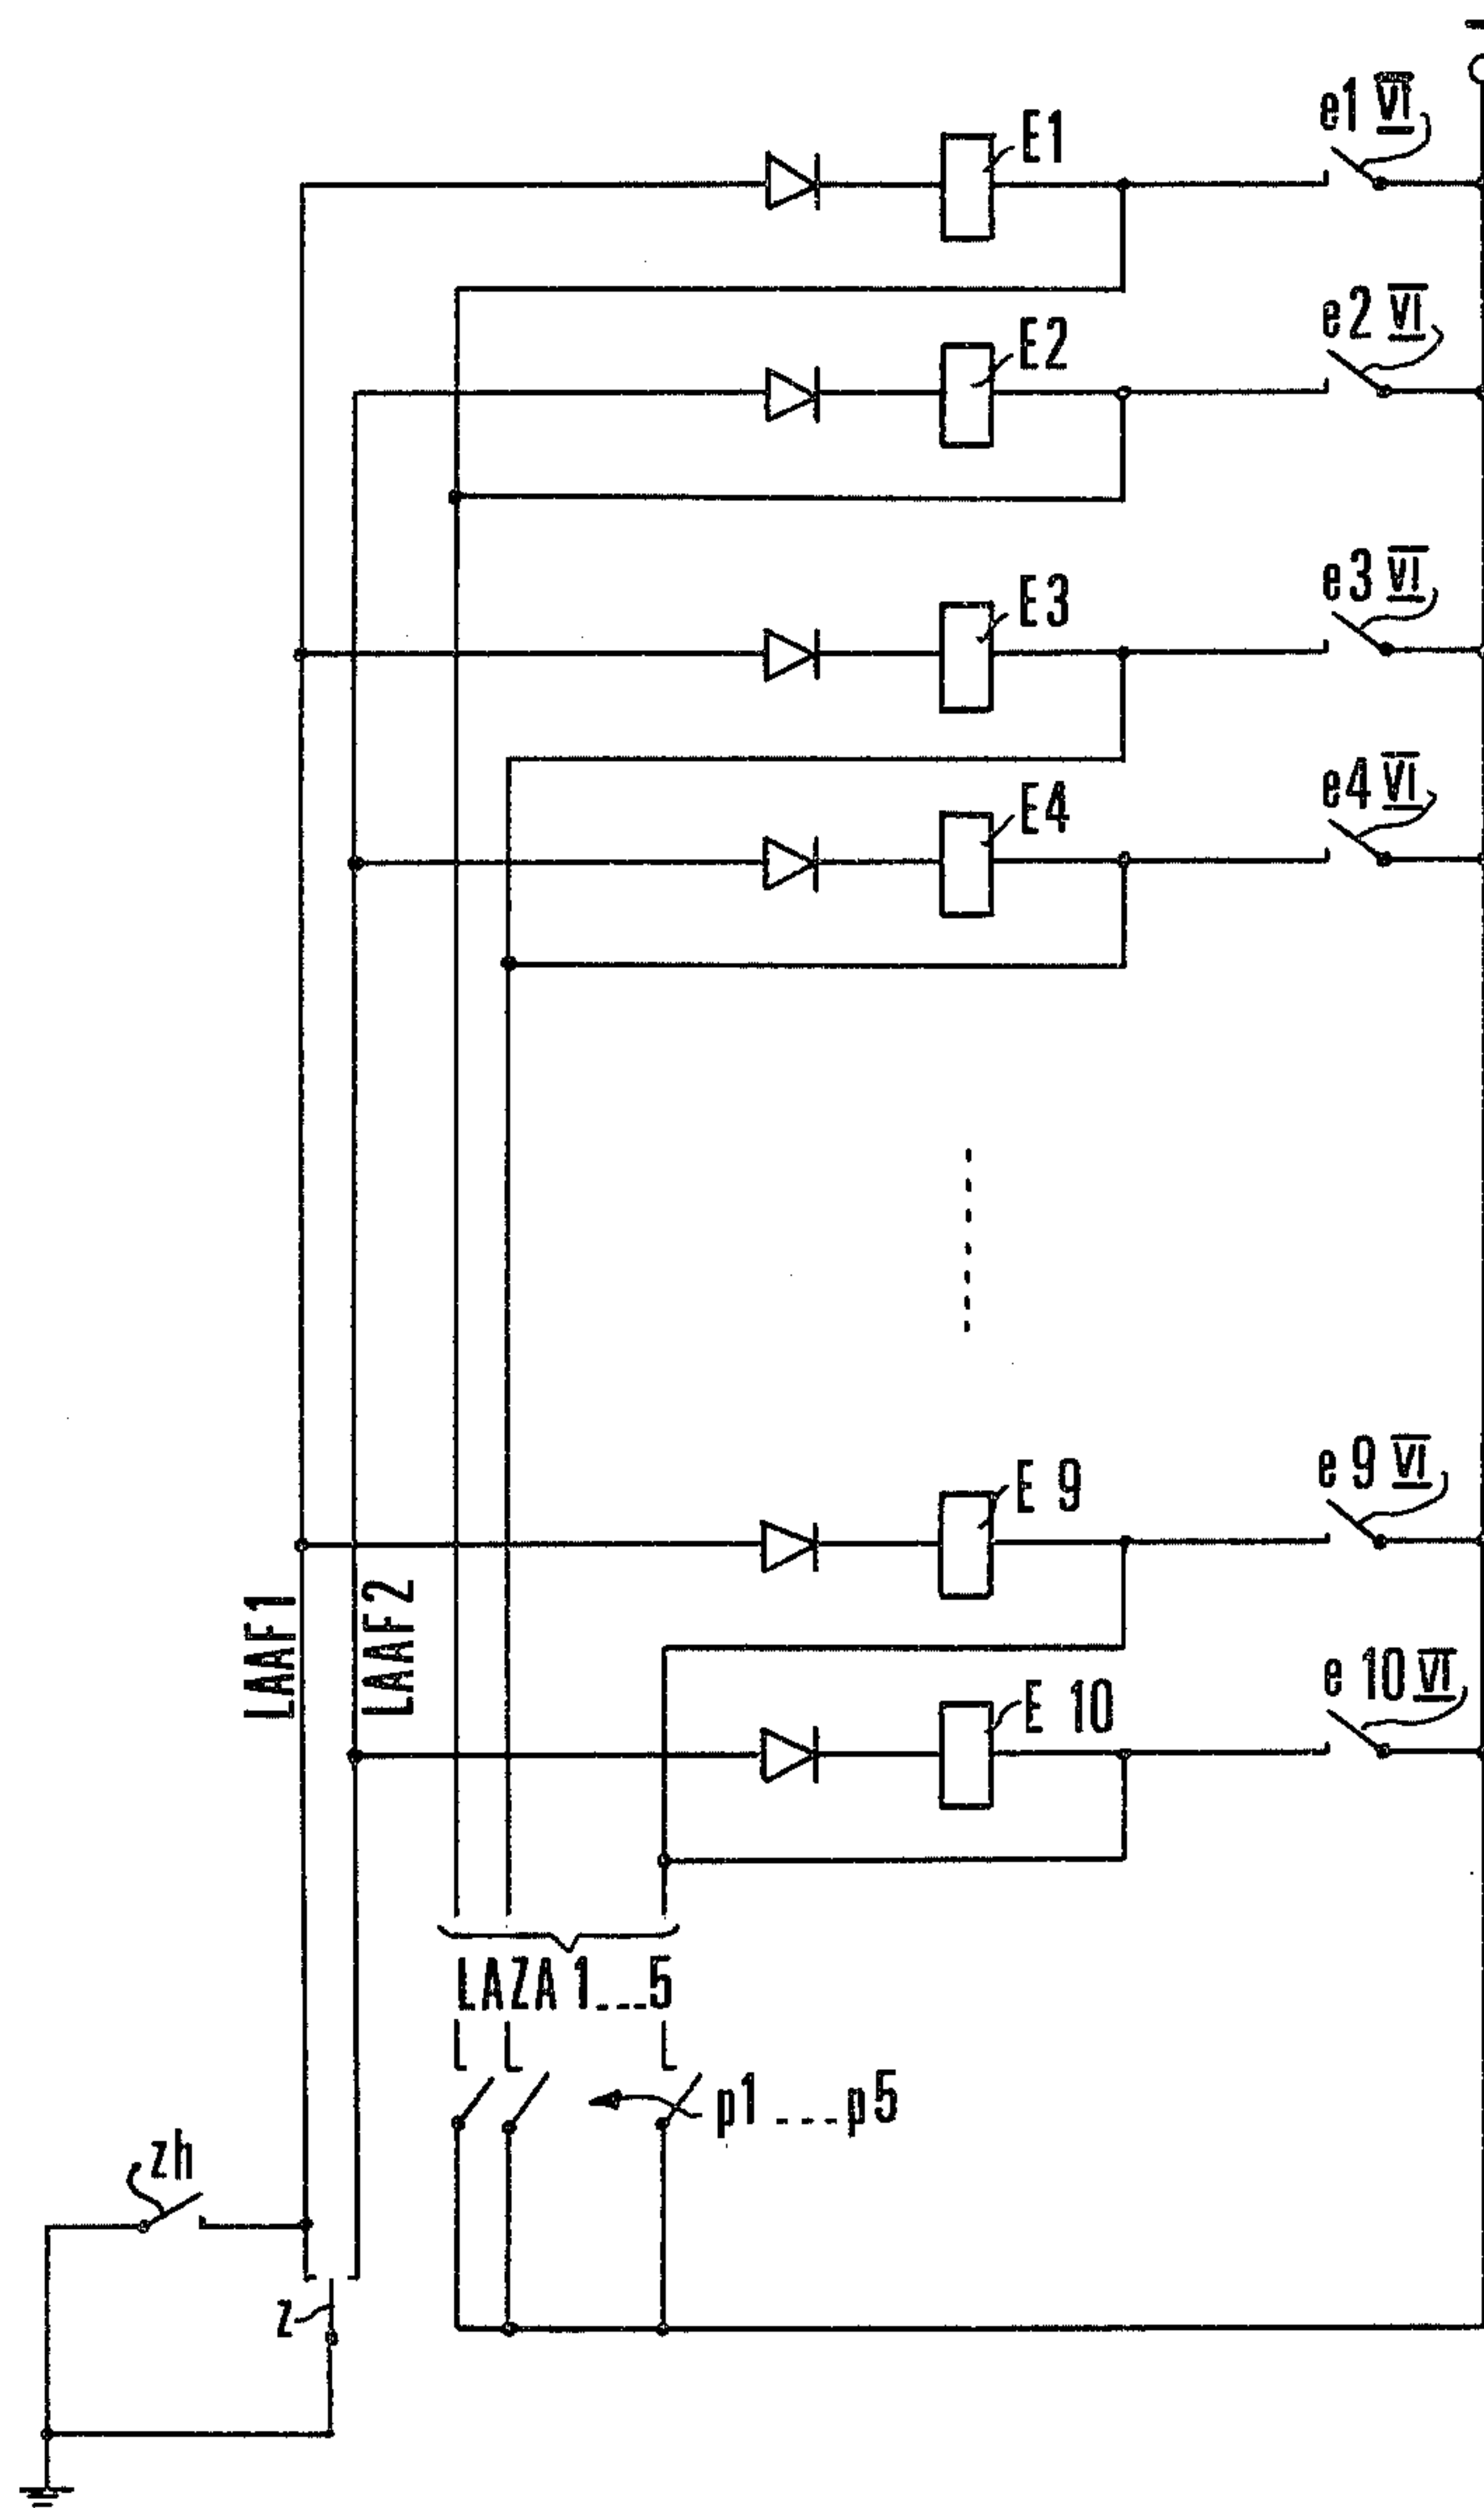 e1 VI
E1
e2 VI
E2
e3 VI
E3
e4 VI
E4
e 9 VI
E 9
LAAF1
LAAF2
e 10 VI
E 10
LAZA 1...5
p1...p5
zh
z